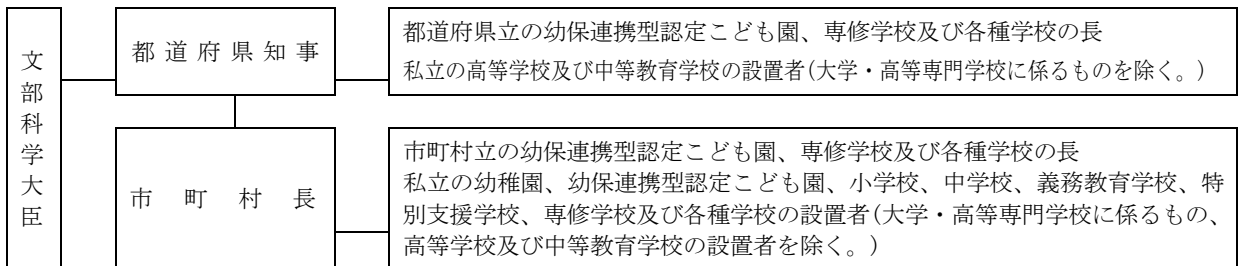 文部科学大臣
都道府県知事
都道府県立の幼保連携型認定こども園、専修学校及び各種学校の長
私立の高等学校及び中等教育学校の設置者(大学・高等専門学校に係るものを除く。)
市町村長
市町村立の幼保連携型認定こども園、専修学校及び各種学校の長
私立の幼稚園、幼保連携型認定こども園、小学校、中学校、義務教育学校、特
別支援学校、専修学校及び各種学校の設置者(大学・高等専門学校に係るもの、
高等学校及び中等教育学校の設置者を除く。)